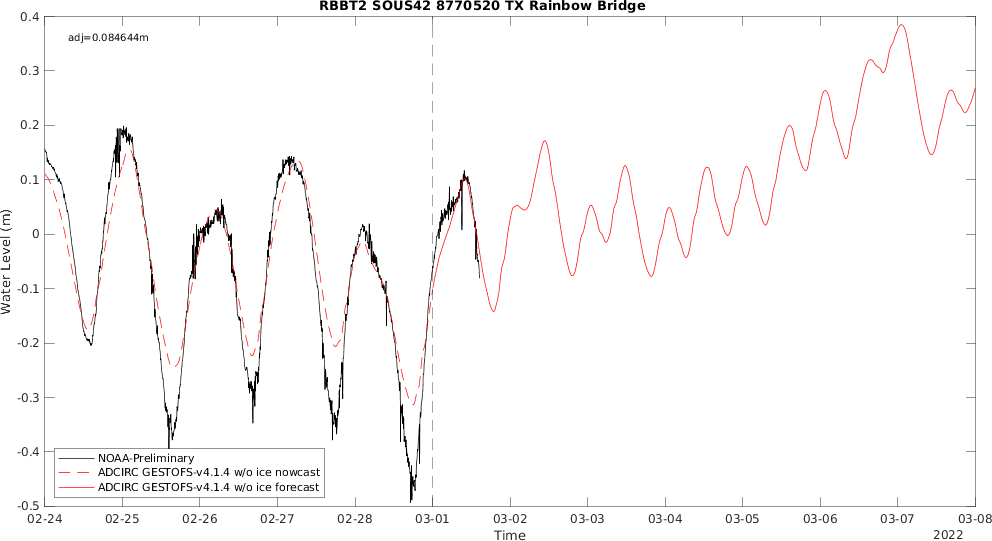 RBBT2 SOUS42 8770520 TX Rainbow Bridge
adj=0.084644m
0.4
0.3
0.2
0.1
0
-0.1
-0.2
-0.3
-0.4
-0.5
Water Level (m)
NOAA-Preliminary
ADCIRC GESTOFS-v4.1.4 w/o ice nowcast
ADCIRC GESTOFS-v4.1.4 w/o ice forecast
02-24 02-25 02-26 02-27 02-28 03-01 03-02 03-03 03-04 03-05 03-06 03-07 03-08
Time
2022